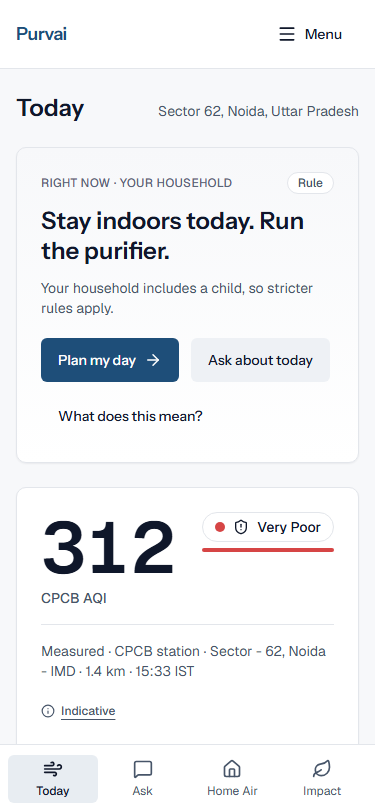 Purvai
Menu
Today
Sector 62, Noida, Uttar Pradesh
RIGHT NOW · YOUR HOUSEHOLD
Rule
Stay indoors today. Run
the purifier.
Your household includes a child, so stricter
rules apply.
Plan my day
Ask about today
What does this mean?
312
Very Poor
CPCB AQI
Measured · CPCB station · Sector - 62, Noida
- IMD · 1.4 km · 15:33 IST
Indicative
Today
Ask
Home Air
Impact